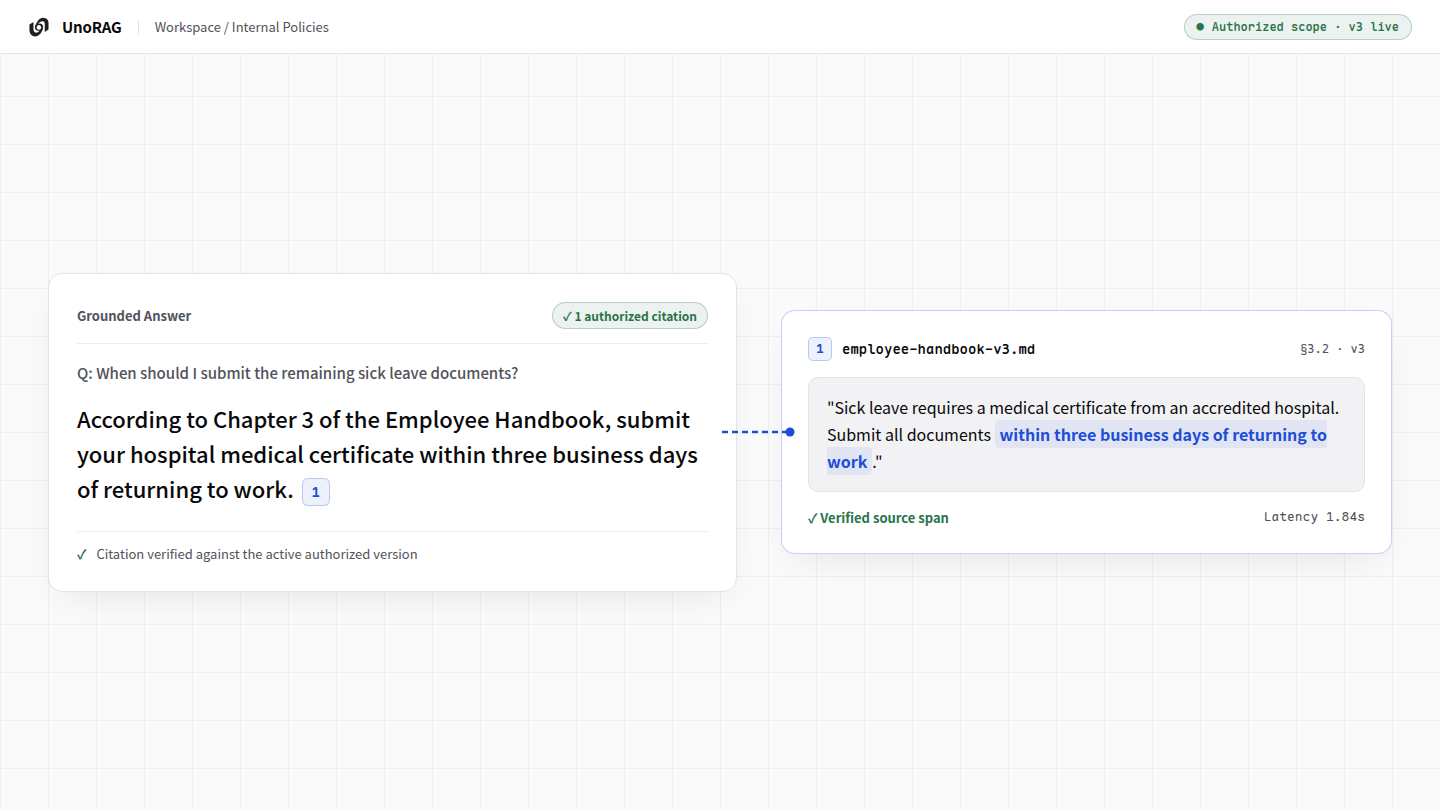 UnoRAG
Workspace / Internal Policies
Authorized scope · v3 live
Grounded Answer
✓ 1 authorized citation
Q: When should I submit the remaining sick leave documents?
According to Chapter 3 of the Employee Handbook, submit
your hospital medical certificate within three business days
of returning to work. 1
✓ Citation verified against the active authorized version
1 employee-handbook-v3.md
§3.2 · v3
"Sick leave requires a medical certificate from an accredited hospital.
Submit all documents within three business days of returning to
work."
✓ Verified source span
Latency 1.84s